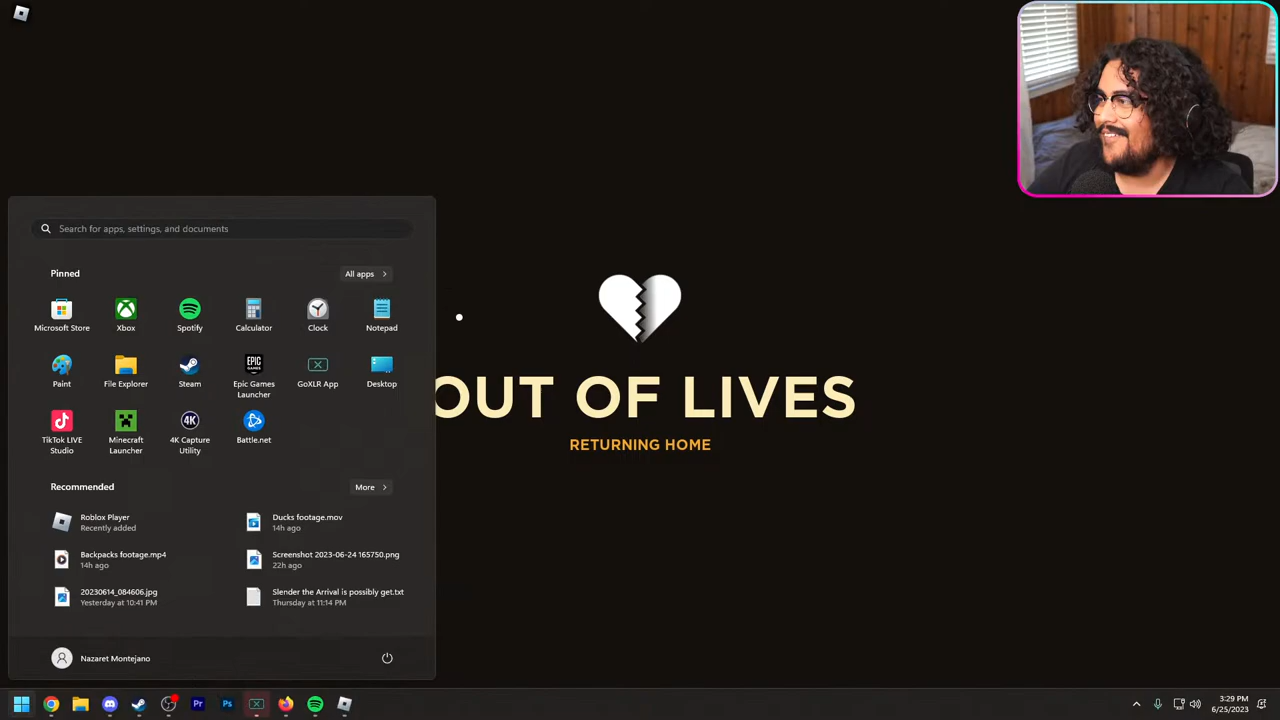 Search for apps, settings, and documents
Pinned
All apps
Microsoft Store
Xbox
Spotify
Calculator
Clock
Notepad
Paint
File Explorer
Steam
Epic Games
Launcher
GoXLR App
Desktop
TikTok LIVE
Studio
Minecraft
Launcher
4K Capture
Utility
Battle.net
Recommended
More
Roblox Player
Recently added
Ducks footage.mov
14h ago
Backpacks footage.mp4
14h ago
Screenshot 2023-06-24 165750.png
22h ago
20230614_084606.jpg
Yesterday at 10:41 PM
Slender the Arrival is possibly get.txt
Thursday at 11:14 PM
Nazaret Montejano
OUT OF LIVES
RETURNING HOME
3:29 PM
6/25/2023